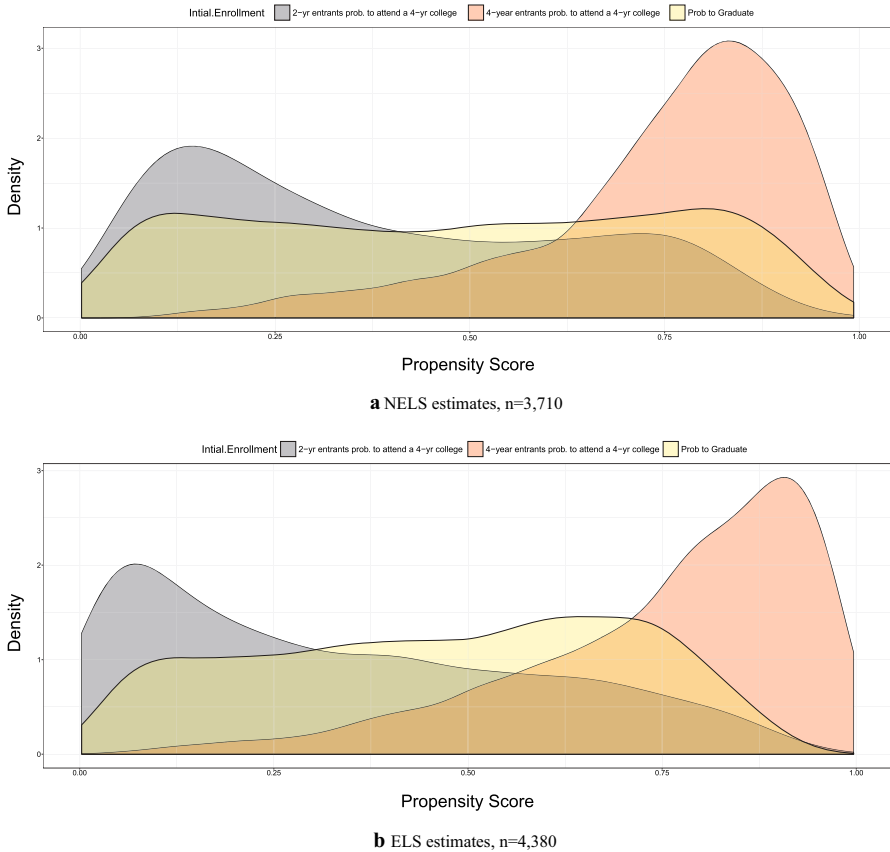 Intial.Enrollment 2−yr entrants prob. to attend a 4−yr college 4−year entrants prob. to attend a 4−yr college Prob to Graduate
3
2
1
0
Density
0.00 0.25 0.50 0.75 1.00
Propensity Score
a NELS estimates, n=3,710
Intial.Enrollment 2−yr entrants prob. to attend a 4−yr college 4−year entrants prob. to attend a 4−yr college Prob to Graduate
3
2
1
0
Density
0.00 0.25 0.50 0.75 1.00
Propensity Score
b ELS estimates, n=4,380